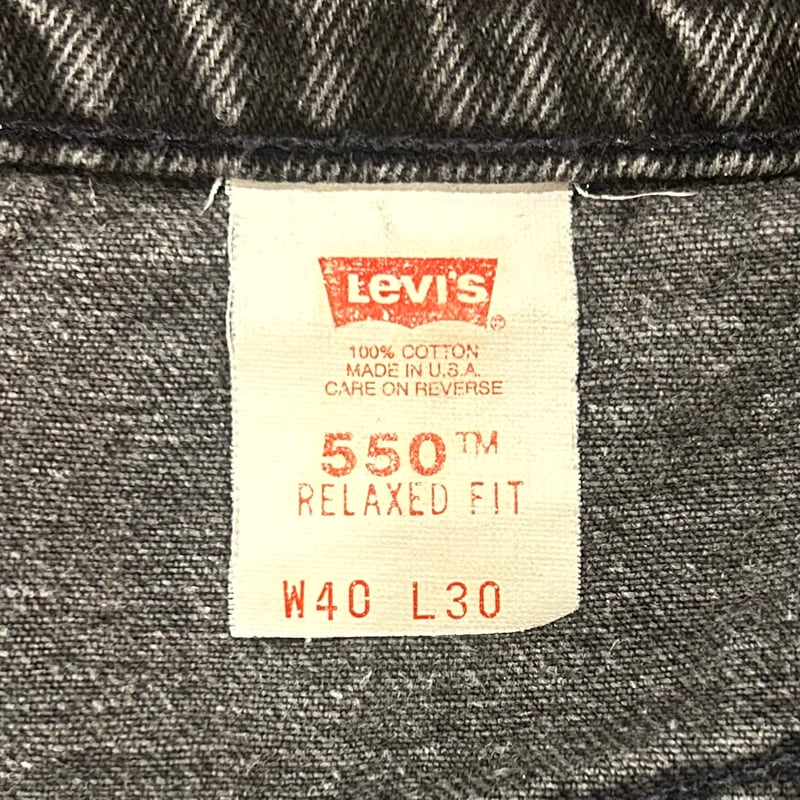 Levi's ®
100% COTTON
MADE IN U.S.A.
CARE ON REVERSE
550™
RELAXED FIT
W40 L30